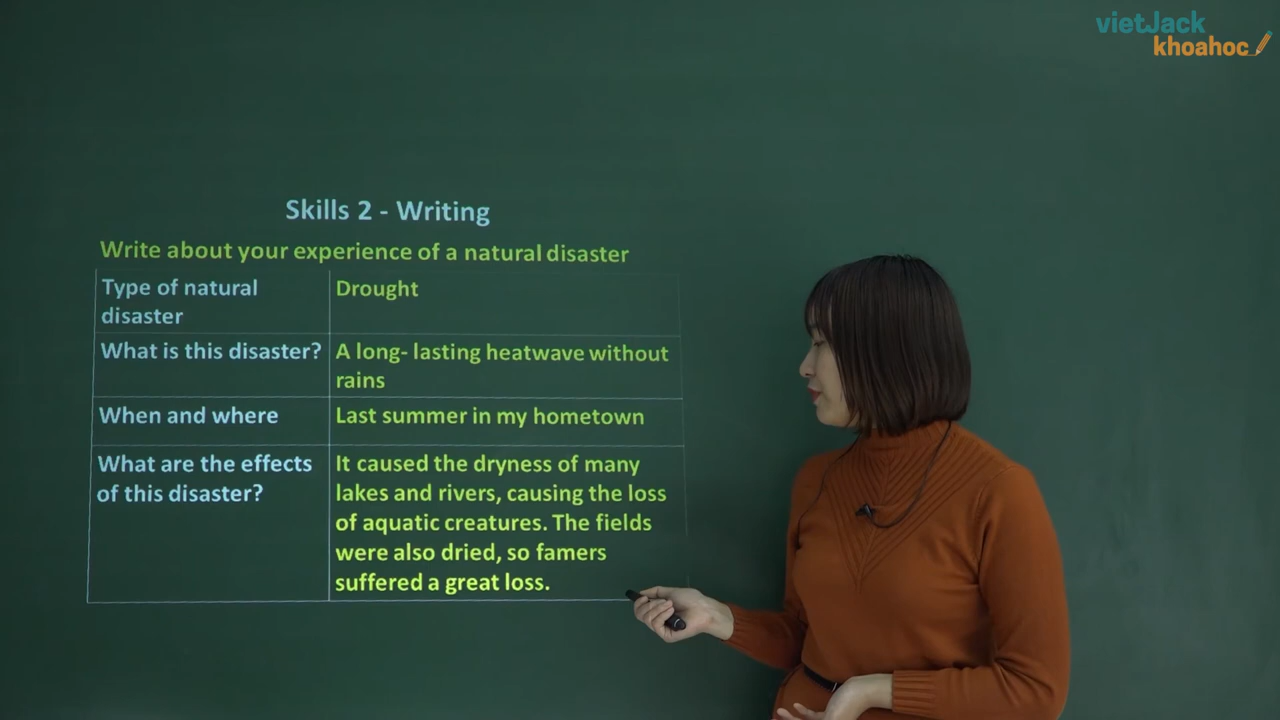 vietJack
khoahoc
Skills 2 - Writing
Write about your experience of a natural disaster
Type of natural
disaster
Drought
What is this disaster?
A long- lasting heatwave without
rains
When and where
Last summer in my hometown
What are the effects
of this disaster?
It caused the dryness of many
lakes and rivers, causing the loss
of aquatic creatures. The fields
were also dried, so famers
suffered a great loss.